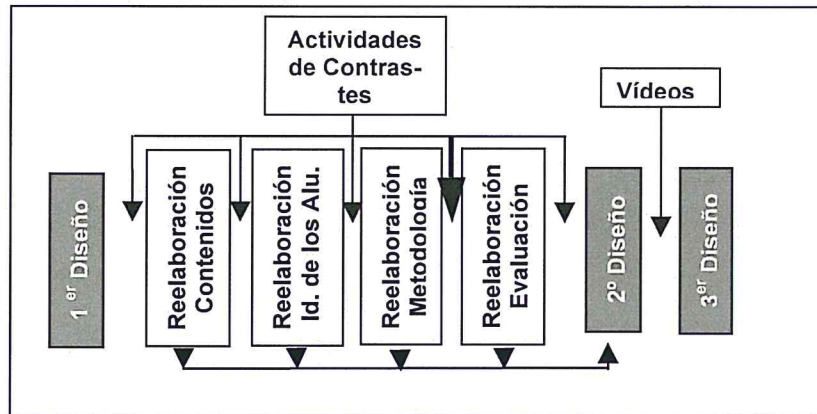 Actividades
de Contras-
tes
Vídeos
1er Diseño
Reelaboración
Contenidos
Reelaboración
Id. de los Alu.
Reelaboración
Metodolouía
Reelaboración
Evaluación
2º Diseño
3er Diseño